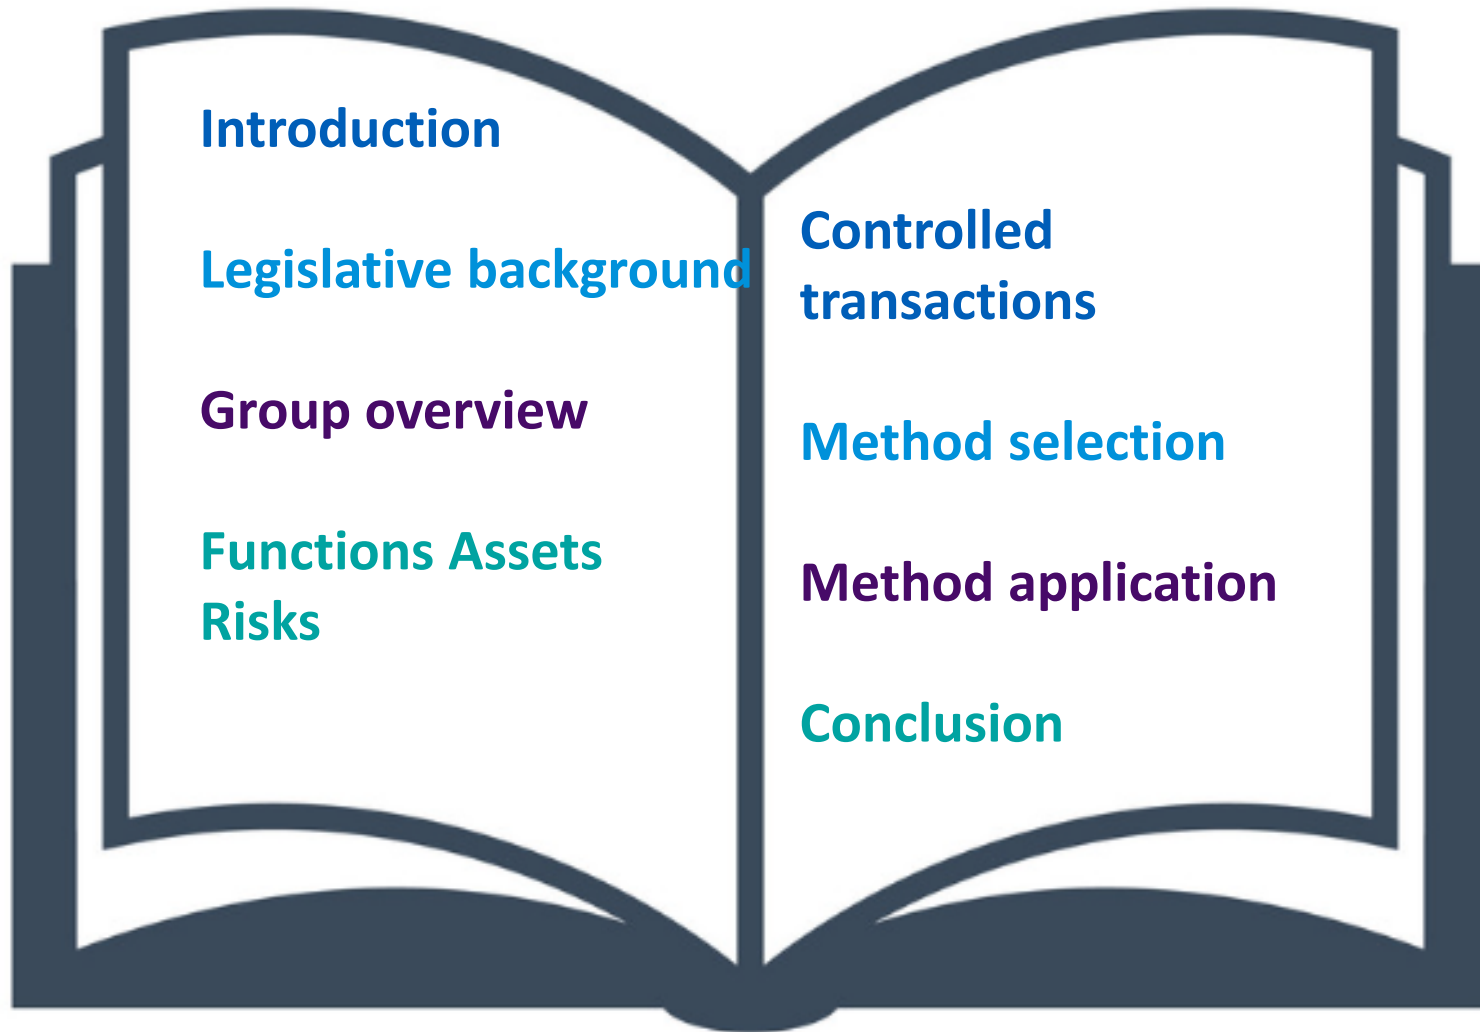 Introduction
Legislative background
Group overview
Functions Assets
Risks
Controlled
transactions
Method selection
Method application
Conclusion